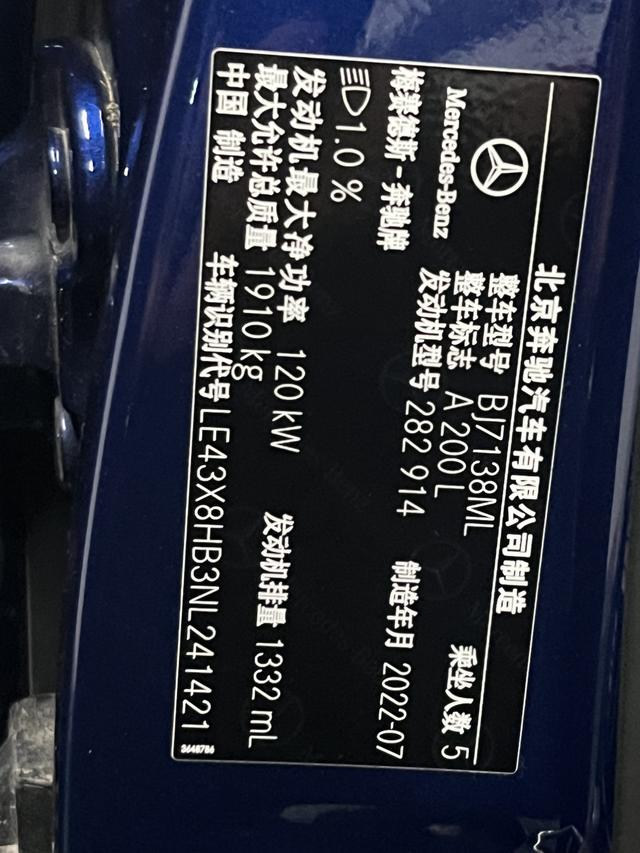 北京奔驰汽车有限公司制造
Mercedes-Benz
梅赛德斯-奔驰牌
整车型号 BJ7138ML
整车标志 A 200 L
乘坐人数 5
发动机型号 282 914
制造年月 2022-07
1.0 %
发动机最大净功率 120 kW
发动机排量 1332 mL
最大允许总质量 1910 kg
中国 制造
车辆识别代号 LE43X8HB3NL241421
3648786